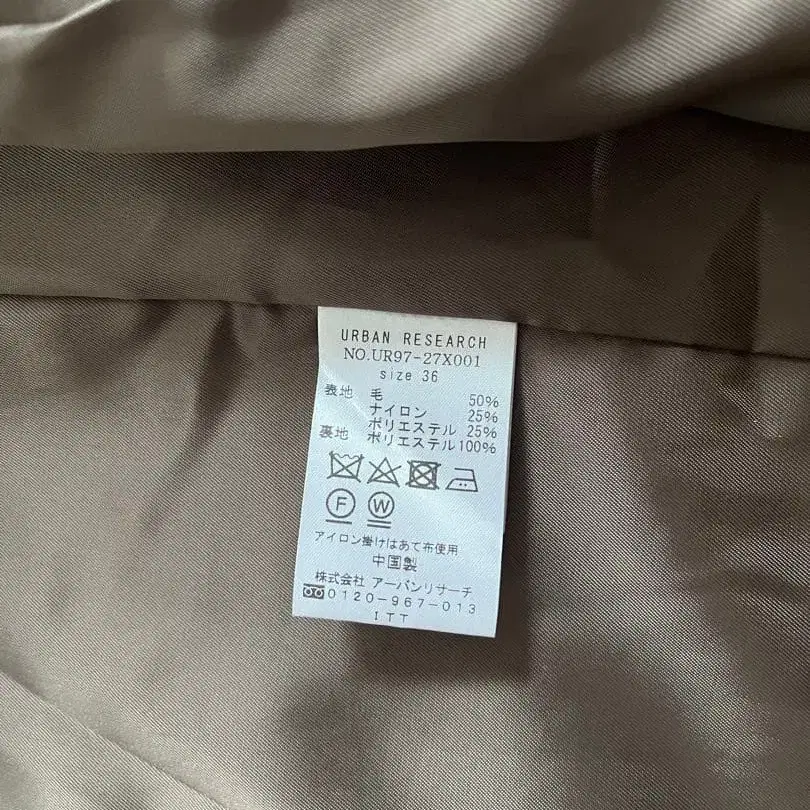 URBAN RESEARCH
NO.UR97-27X001
size 36
表地 毛 50%
ナイロン 25%
ポリエステル 25%
裏地 ポリエステル 100%
F W
アイロン掛けはあて布使用
中国製
株式会社 アーバンリサーチ
0120-967-013
ITT